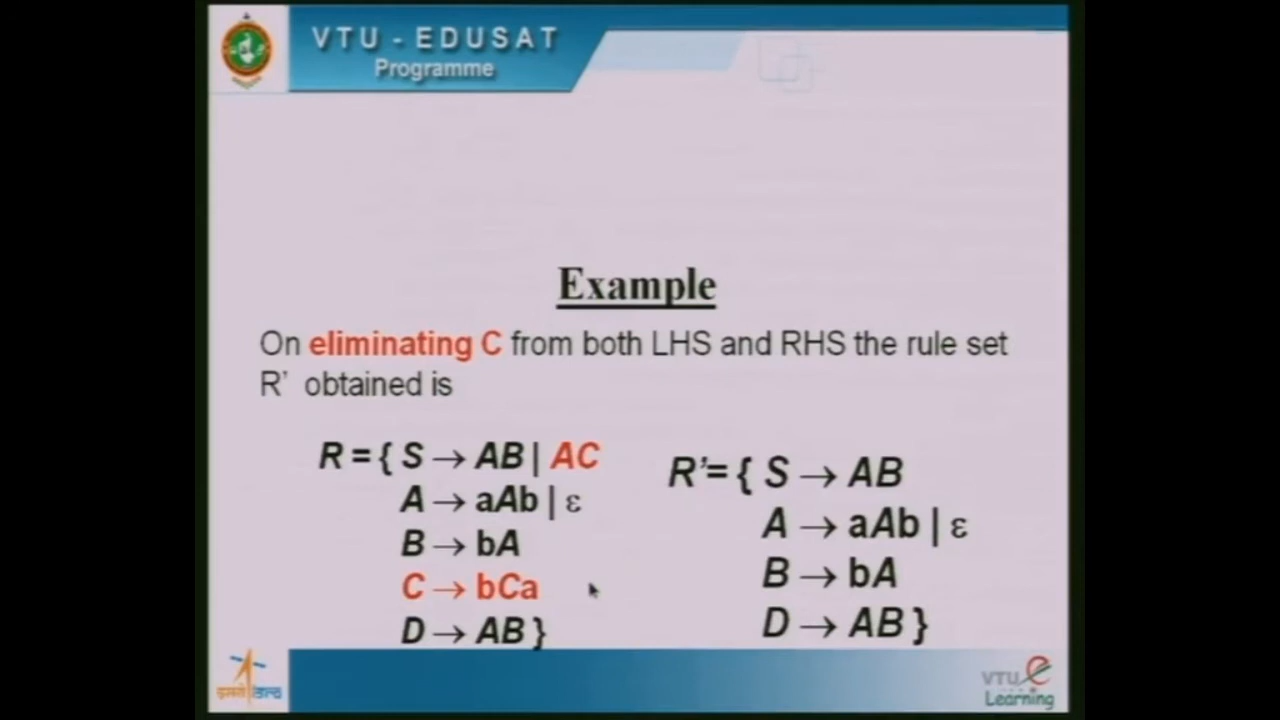 VTU - EDUSAT
Programme
Example
On eliminating C from both LHS and RHS the rule set
R’ obtained is
R = { S → AB | AC
A → aAb | ε
B → bA
C → bCa
D → AB }
R’= { S → AB
A → aAb | ε
B → bA
D → AB }
VTU e
Learning